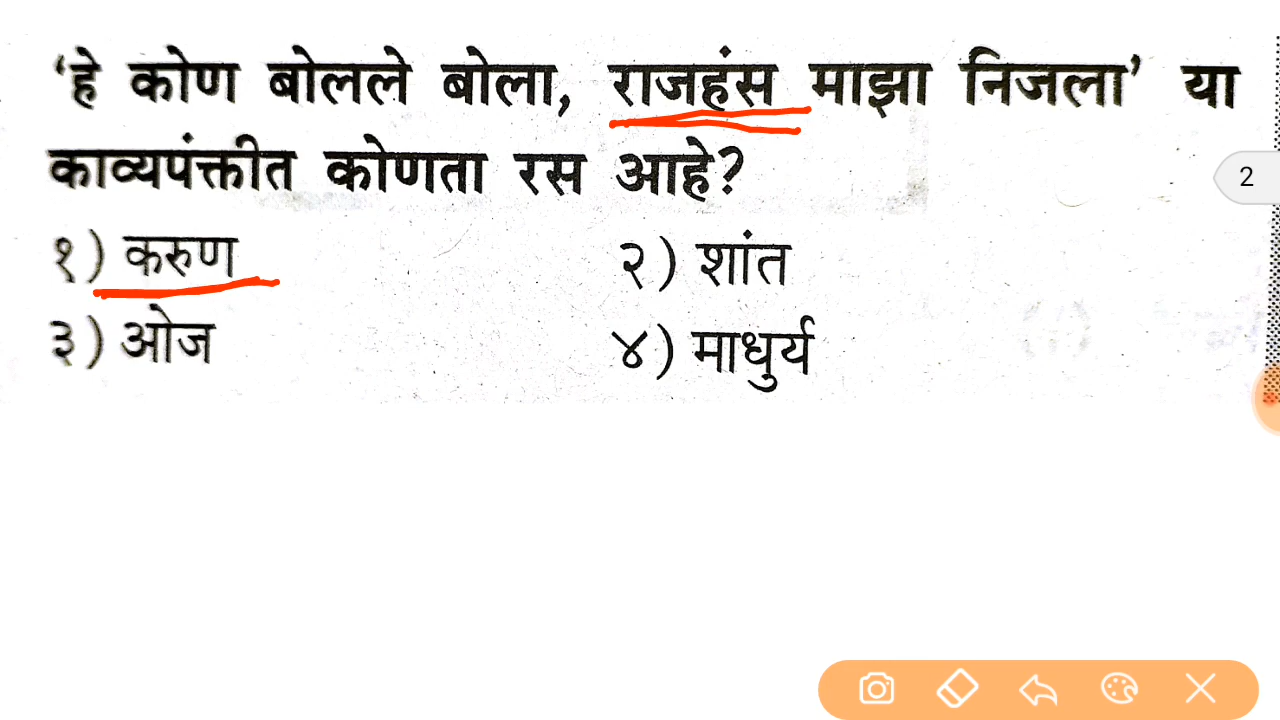 ‘हे कोण बोलले बोला, राजहंस माझा निजला’ या
काव्यपंक्तीत कोणता रस आहे?
१) करुण २) शांत
३) ओज ४) माधुर्य
2